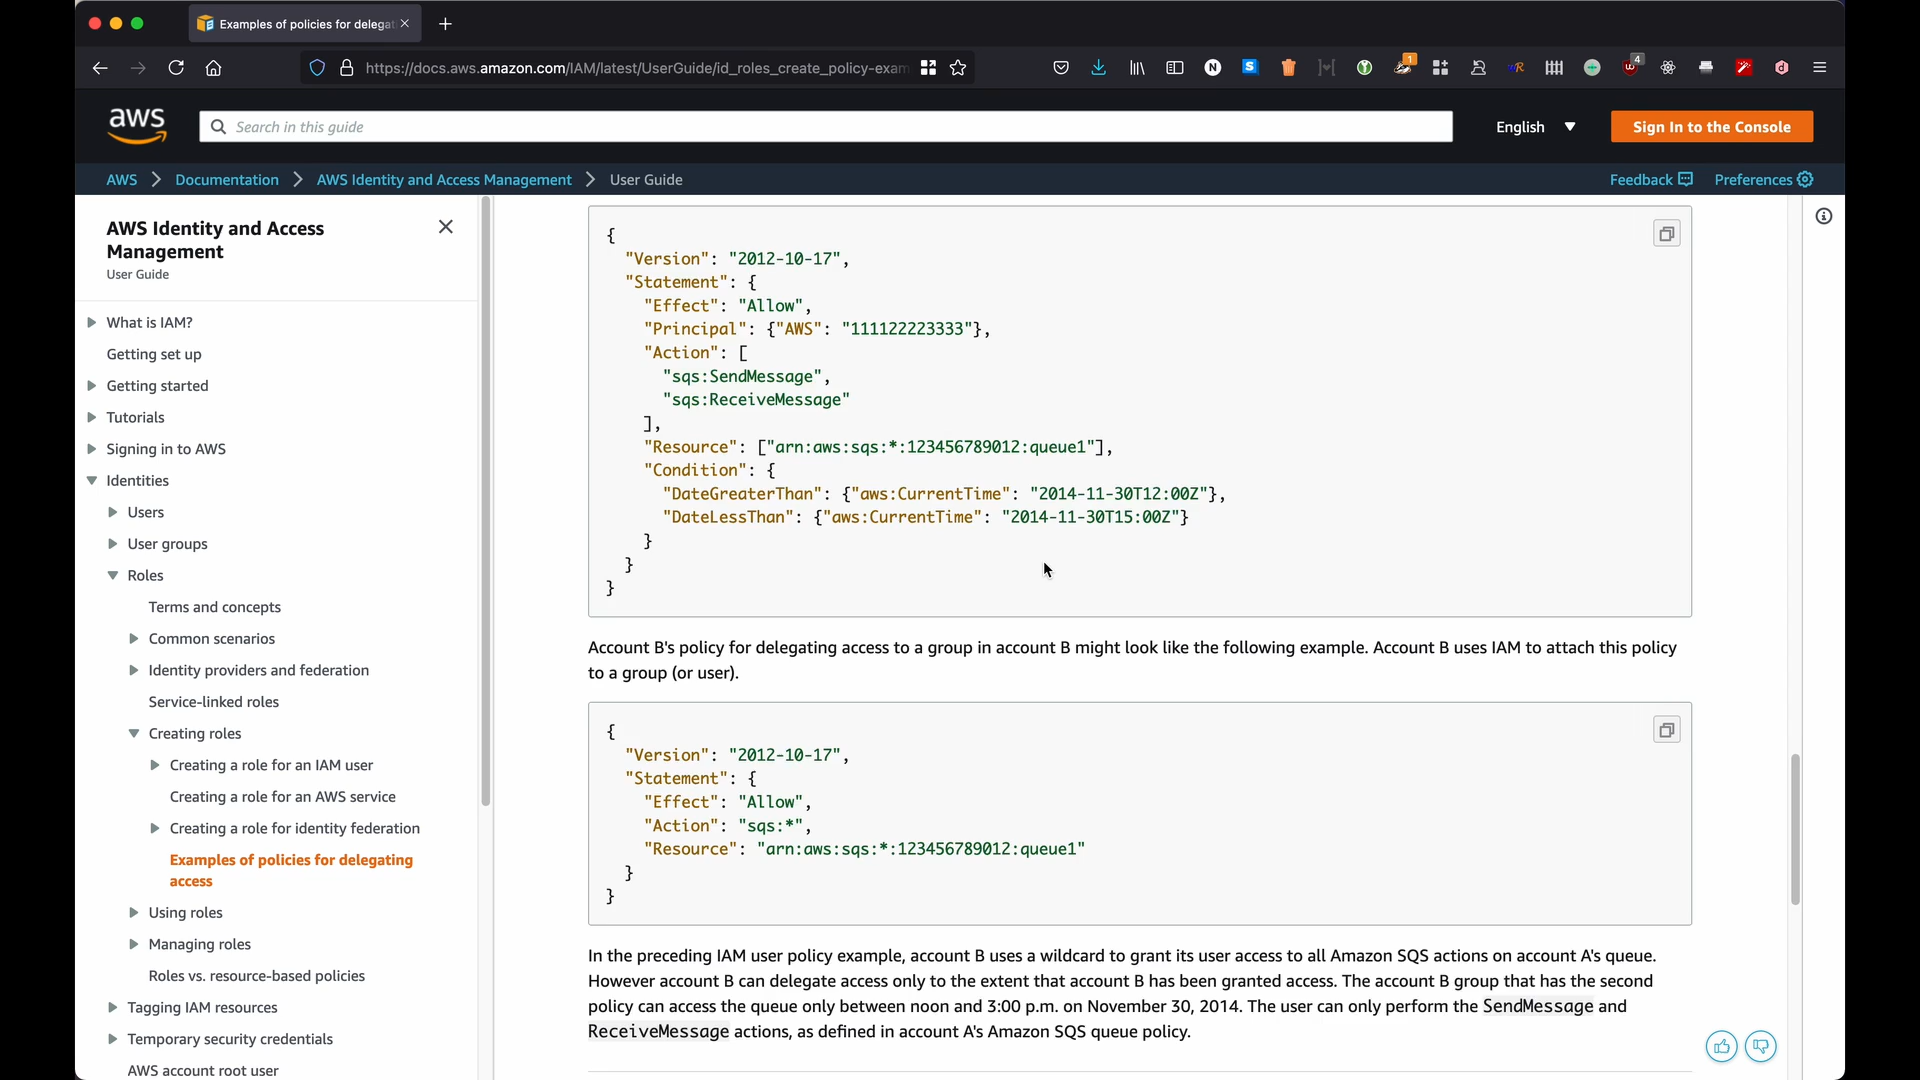 Examples of policies for delega
https://docs.aws.amazon.com/IAM/latest/UserGuide/id_roles_create_policy-exam
1
4
aws
Search in this guide
English
Sign In to the Console
AWS
Documentation
AWS Identity and Access Management
User Guide
Feedback
Preferences
AWS Identity and Access
Management
User Guide
What is IAM?
Getting set up
Getting started
Tutorials
Signing in to AWS
Identities
Users
User groups
Roles
Terms and concepts
Common scenarios
Identity providers and federation
Service-linked roles
Creating roles
Creating a role for an IAM user
Creating a role for an AWS service
Creating a role for identity federation
Examples of policies for delegating
access
Using roles
Managing roles
Roles vs. resource-based policies
Tagging IAM resources
Temporary security credentials
AWS account root user
{
"Version": "2012-10-17",
"Statement": {
"Effect": "Allow",
"Principal": {"AWS": "111122223333"},
"Action": [
"sqs:SendMessage",
"sqs:ReceiveMessage"
],
"Resource": ["arn:aws:sqs:*:123456789012:queue1"],
"Condition": {
"DateGreaterThan": {"aws:CurrentTime": "2014-11-30T12:00Z"},
"DateLessThan": {"aws:CurrentTime": "2014-11-30T15:00Z"}
}
}
}
Account B's policy for delegating access to a group in account B might look like the following example. Account B uses IAM to attach this policy
to a group (or user).
{
"Version": "2012-10-17",
"Statement": {
"Effect": "Allow",
"Action": "sqs:*",
"Resource": "arn:aws:sqs:*:123456789012:queue1"
}
}
In the preceding IAM user policy example, account B uses a wildcard to grant its user access to all Amazon SQS actions on account A's queue.
However account B can delegate access only to the extent that account B has been granted access. The account B group that has the second
policy can access the queue only between noon and 3:00 p.m. on November 30, 2014. The user can only perform the SendMessage and
ReceiveMessage actions, as defined in account A's Amazon SQS queue policy.